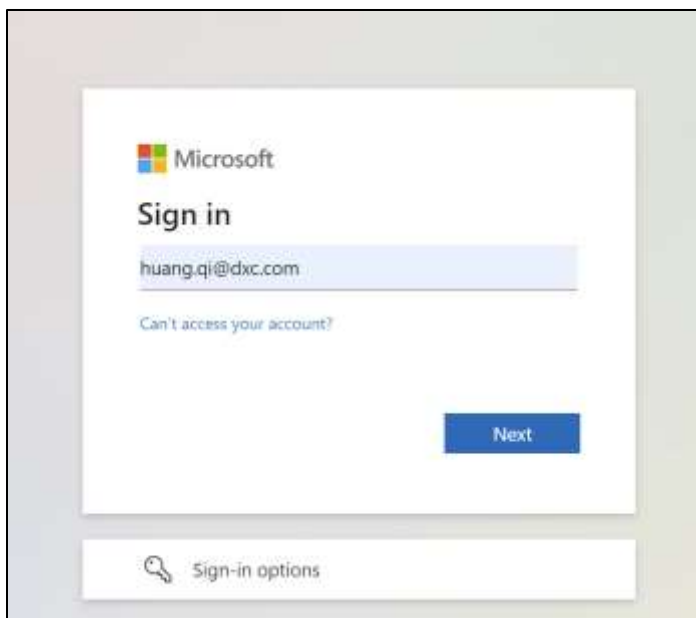 Microsoft
Sign in
huang.qi@dxc.com
Can't access your account?
Next
Sign-in options